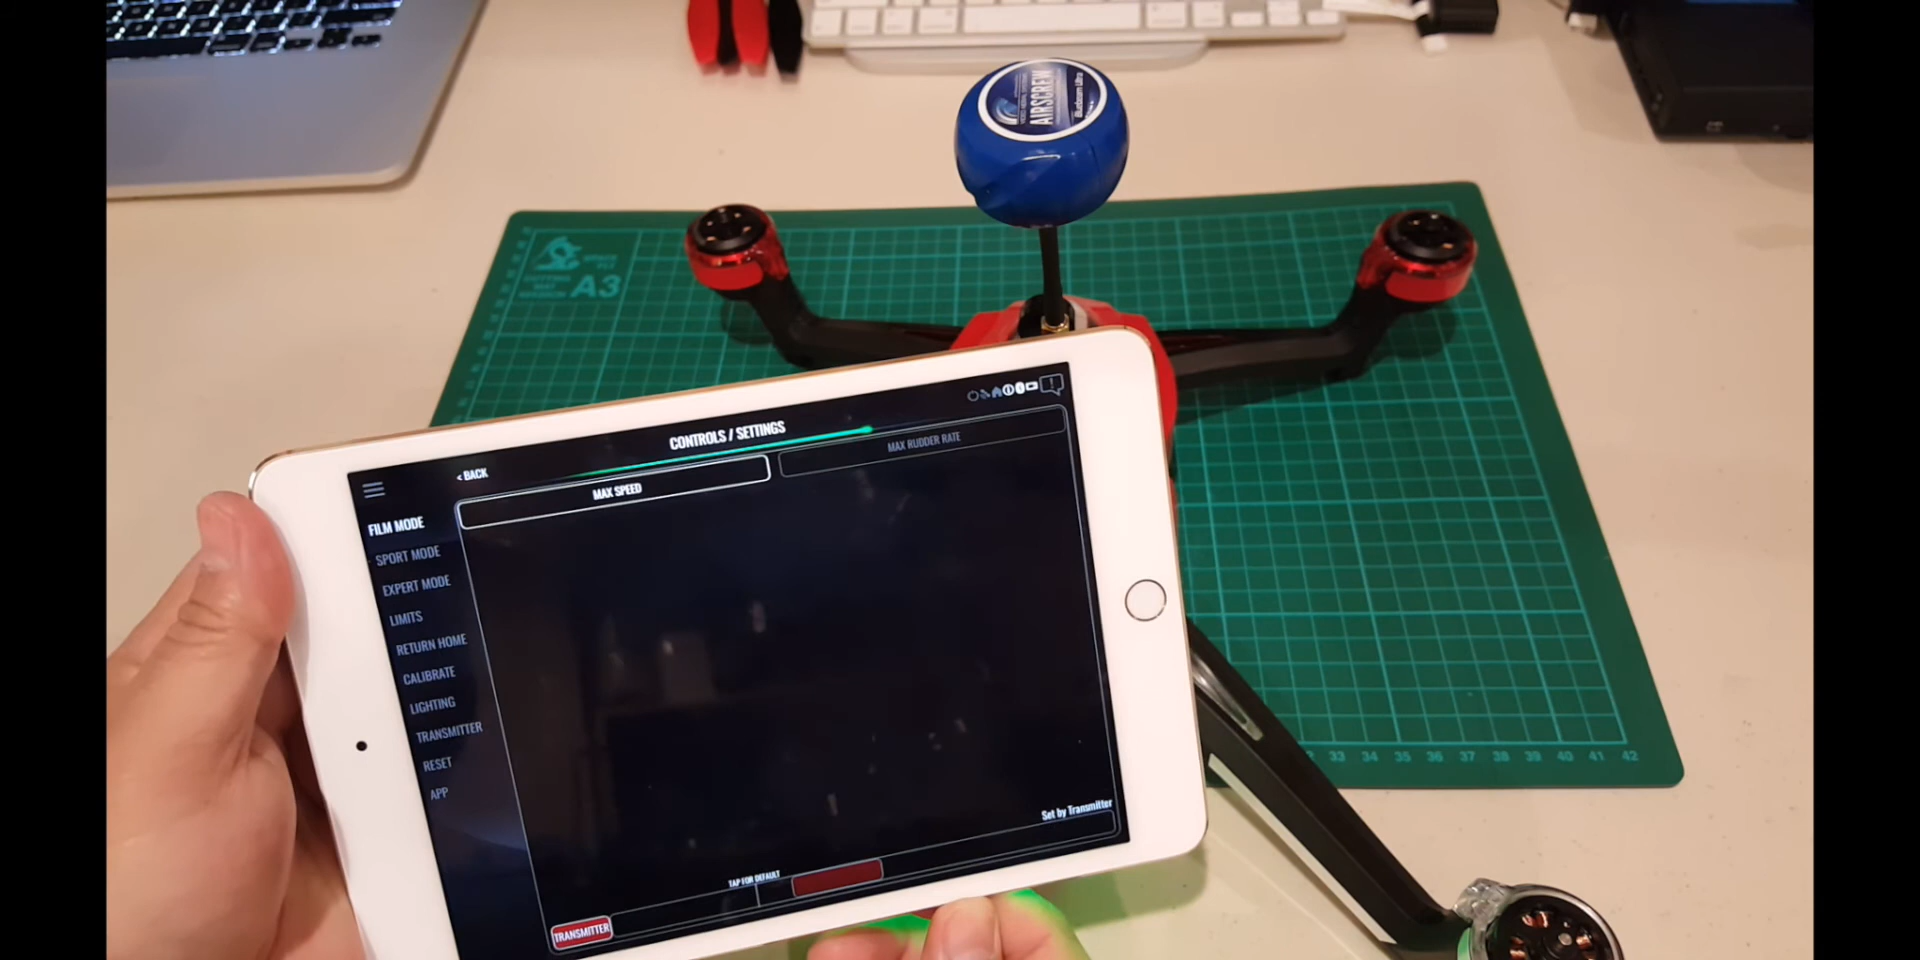 AIRSCREW
A3
CONTROLS / SETTINGS
< BACK
MAX SPEED
MAX RUDDER RATE
FILM MODE
SPORT MODE
EXPERT MODE
LIMITS
RETURN HOME
CALIBRATE
LIGHTING
TRANSMITTER
RESET
APP
Set by Transmitter
TAP FOR DEFAULT
TRANSMITTER
33 34 35 36 37 38 39 40 41 42